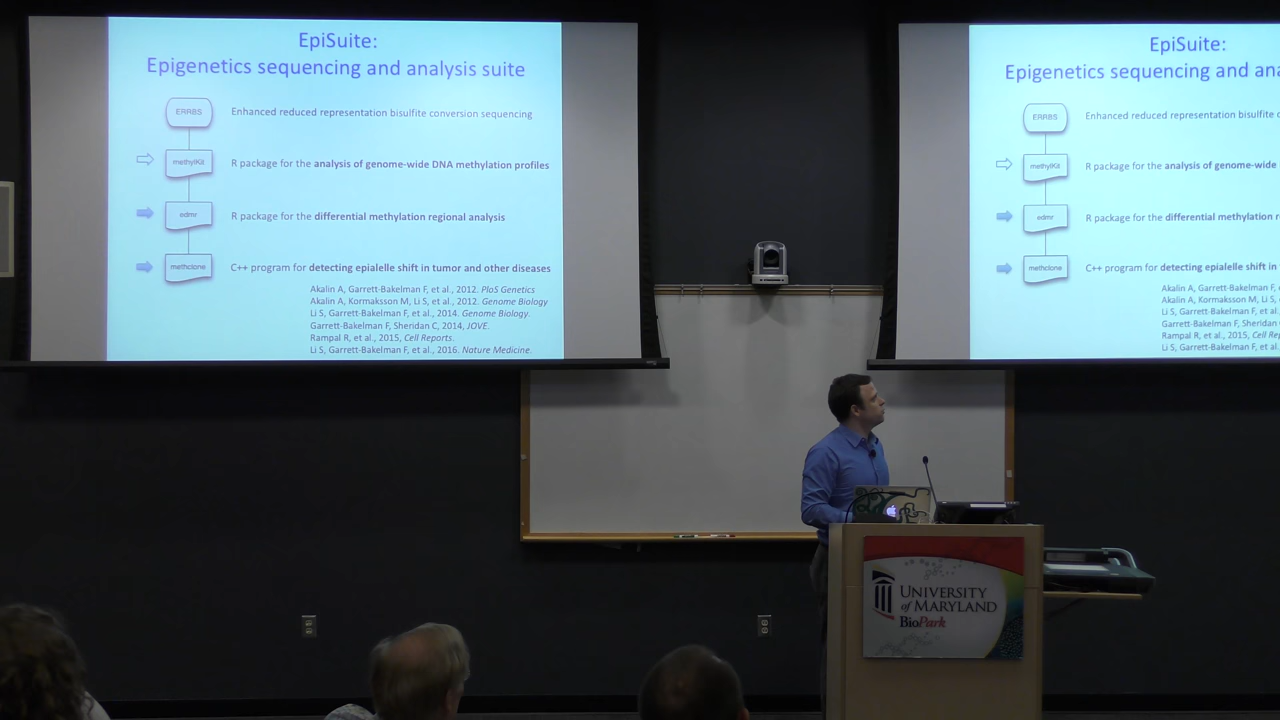 EpiSuite:
Epigenetics sequencing and analysis suite
ERRBS
Enhanced reduced representation bisulfite conversion sequencing
methylKit
R package for the analysis of genome-wide DNA methylation profiles
edmr
R package for the differential methylation regional analysis
methclone
C++ program for detecting epialelle shift in tumor and other diseases
Akalin A, Garrett-Bakelman F, et al., 2012. PloS Genetics
Akalin A, Kormaksson M, Li S, et al., 2012. Genome Biology
Li S, Garrett-Bakelman F, et al., 2014. Genome Biology.
Garrett-Bakelman F, Sheridan C, 2014, JOVE.
Rampal R, et al., 2015, Cell Reports.
Li S, Garrett-Bakelman F, et al., 2016. Nature Medicine.
EpiSuite:
Epigenetics sequencing and ana
ERRBS
Enhanced reduced representation bisulfite c
methylKit
R package for the analysis of genome-wide
edmr
R package for the differential methylation r
methclone
C++ program for detecting epialelle shift in
Akalin A, Garrett-Bakelman F,
Akalin A, Kormaksson M, Li S,
Li S, Garrett-Bakelman F, et al.
Garrett-Bakelman F, Sheridan
Rampal R, et al., 2015, Cell Re
Li S, Garrett-Bakelman F, et al.
UNIVERSITY
of MARYLAND
BioPark